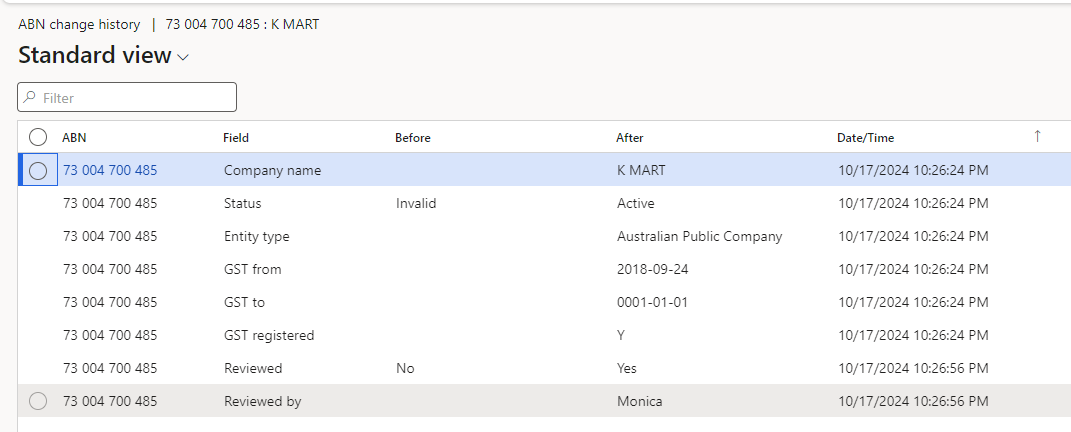 ABN change history | 73 004 700 485 : K MART
Standard view
Filter
ABN Field Before After Date/Time
73 004 700 485 Company name K MART 10/17/2024 10:26:24 PM
73 004 700 485 Status Invalid Active 10/17/2024 10:26:24 PM
73 004 700 485 Entity type Australian Public Company 10/17/2024 10:26:24 PM
73 004 700 485 GST from 2018-09-24 10/17/2024 10:26:24 PM
73 004 700 485 GST to 0001-01-01 10/17/2024 10:26:24 PM
73 004 700 485 GST registered Y 10/17/2024 10:26:24 PM
73 004 700 485 Reviewed No Yes 10/17/2024 10:26:56 PM
73 004 700 485 Reviewed by Monica 10/17/2024 10:26:56 PM